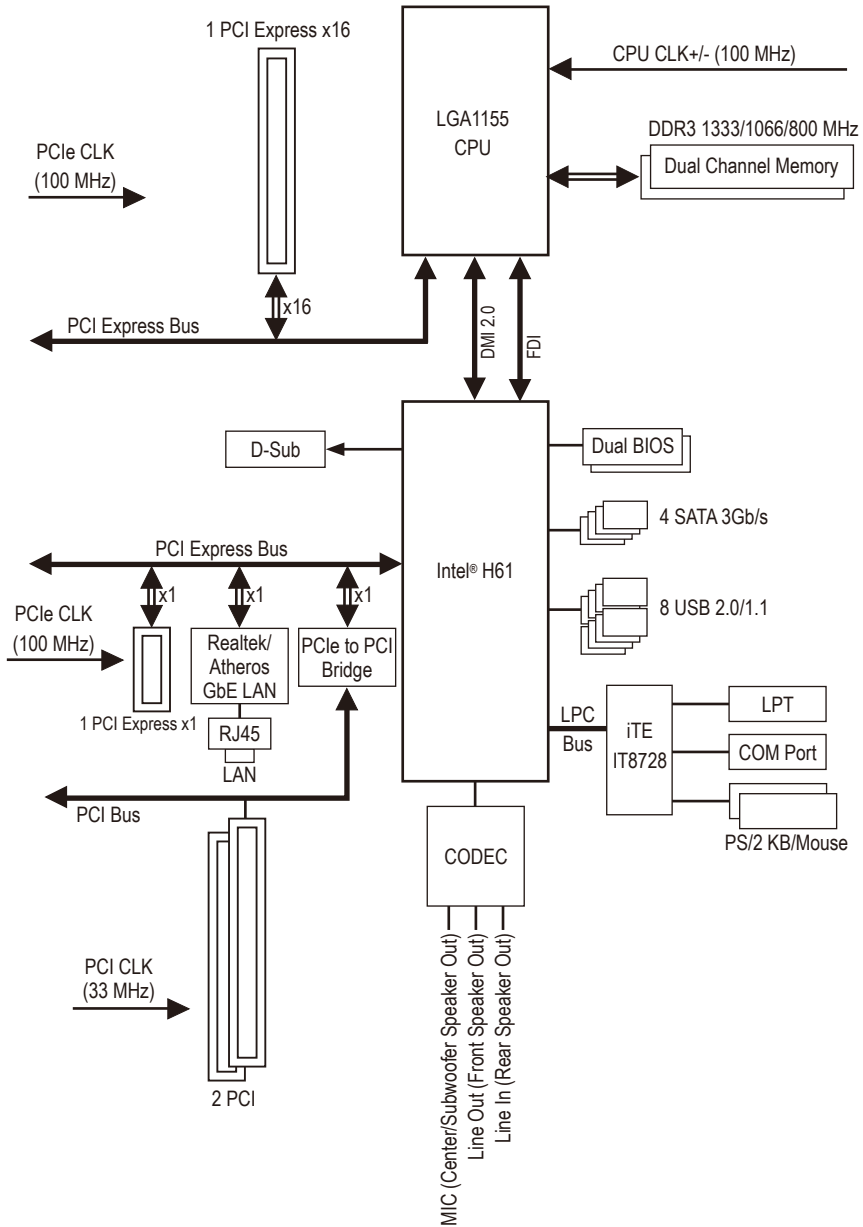 1 PCI Express x16
CPU CLK+/- (100 MHz)
LGA1155
CPU
DDR3 1333/1066/800 MHz
Dual Channel Memory
PCIe CLK
(100 MHz)
x16
PCI Express Bus
DMI 2.0
FDI
D-Sub
Dual BIOS
4 SATA 3Gb/s
PCI Express Bus
Intel® H61
x1
x1
x1
8 USB 2.0/1.1
PCIe CLK
(100 MHz)
Realtek/
Atheros
GbE LAN
PCIe to PCI
Bridge
1 PCI Express x1
RJ45
LAN
LPC
Bus
iTE
IT8728
LPT
COM Port
PS/2 KB/Mouse
PCI Bus
CODEC
PCI CLK
(33 MHz)
2 PCI
MIC (Center/Subwoofer Speaker Out)
Line Out (Front Speaker Out)
Line In (Rear Speaker Out)